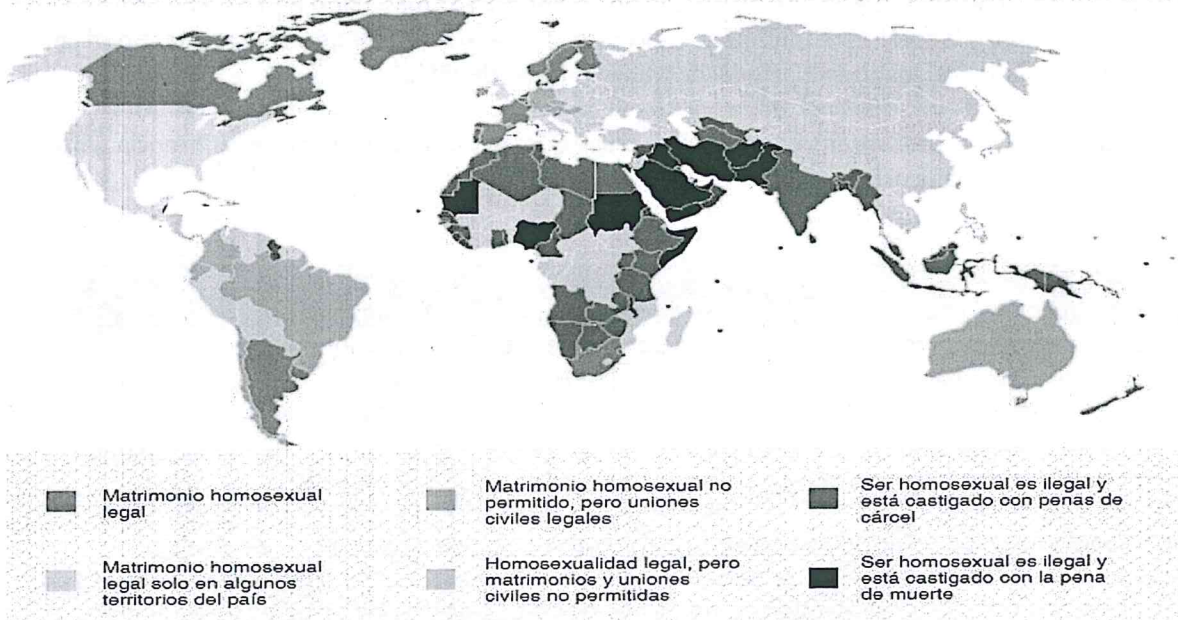 Matrimonio homosexual
legal
Matrimonio homosexual no
permitido, pero uniones
civiles legales
Ser homosexual es ilegal y
está castigado con penas de
cárcel
Matrimonio homosexual
legal solo en algunos
territorios del país
Homosexualidad legal, pero
matrimonios y uniones
civiles no permitidas
Ser homosexual es ilegal y
está castigado con la pena
de muerte